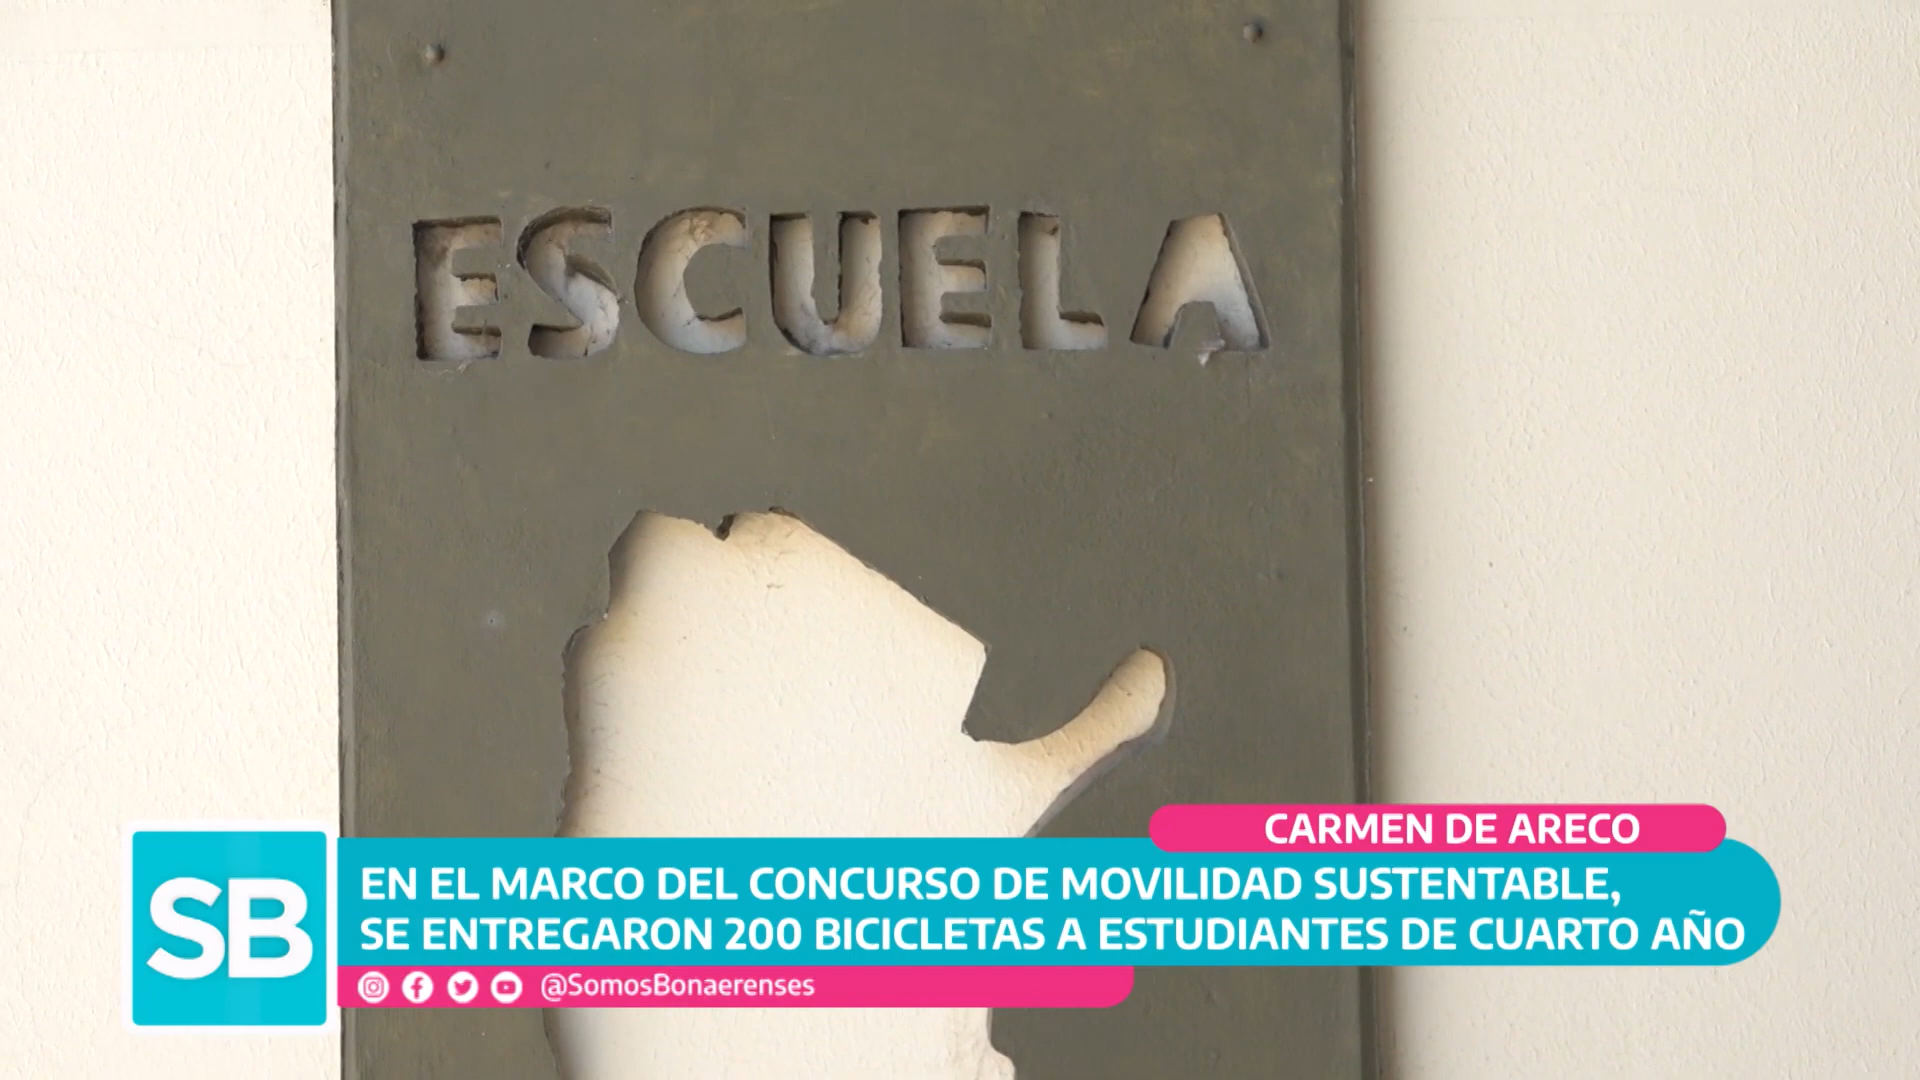 ESCUELA
CARMEN DE ARECO
EN EL MARCO DEL CONCURSO DE MOVILIDAD SUSTENTABLE,
SE ENTREGARON 200 BICICLETAS A ESTUDIANTES DE CUARTO AÑO
SB
@SomosBonaerenses